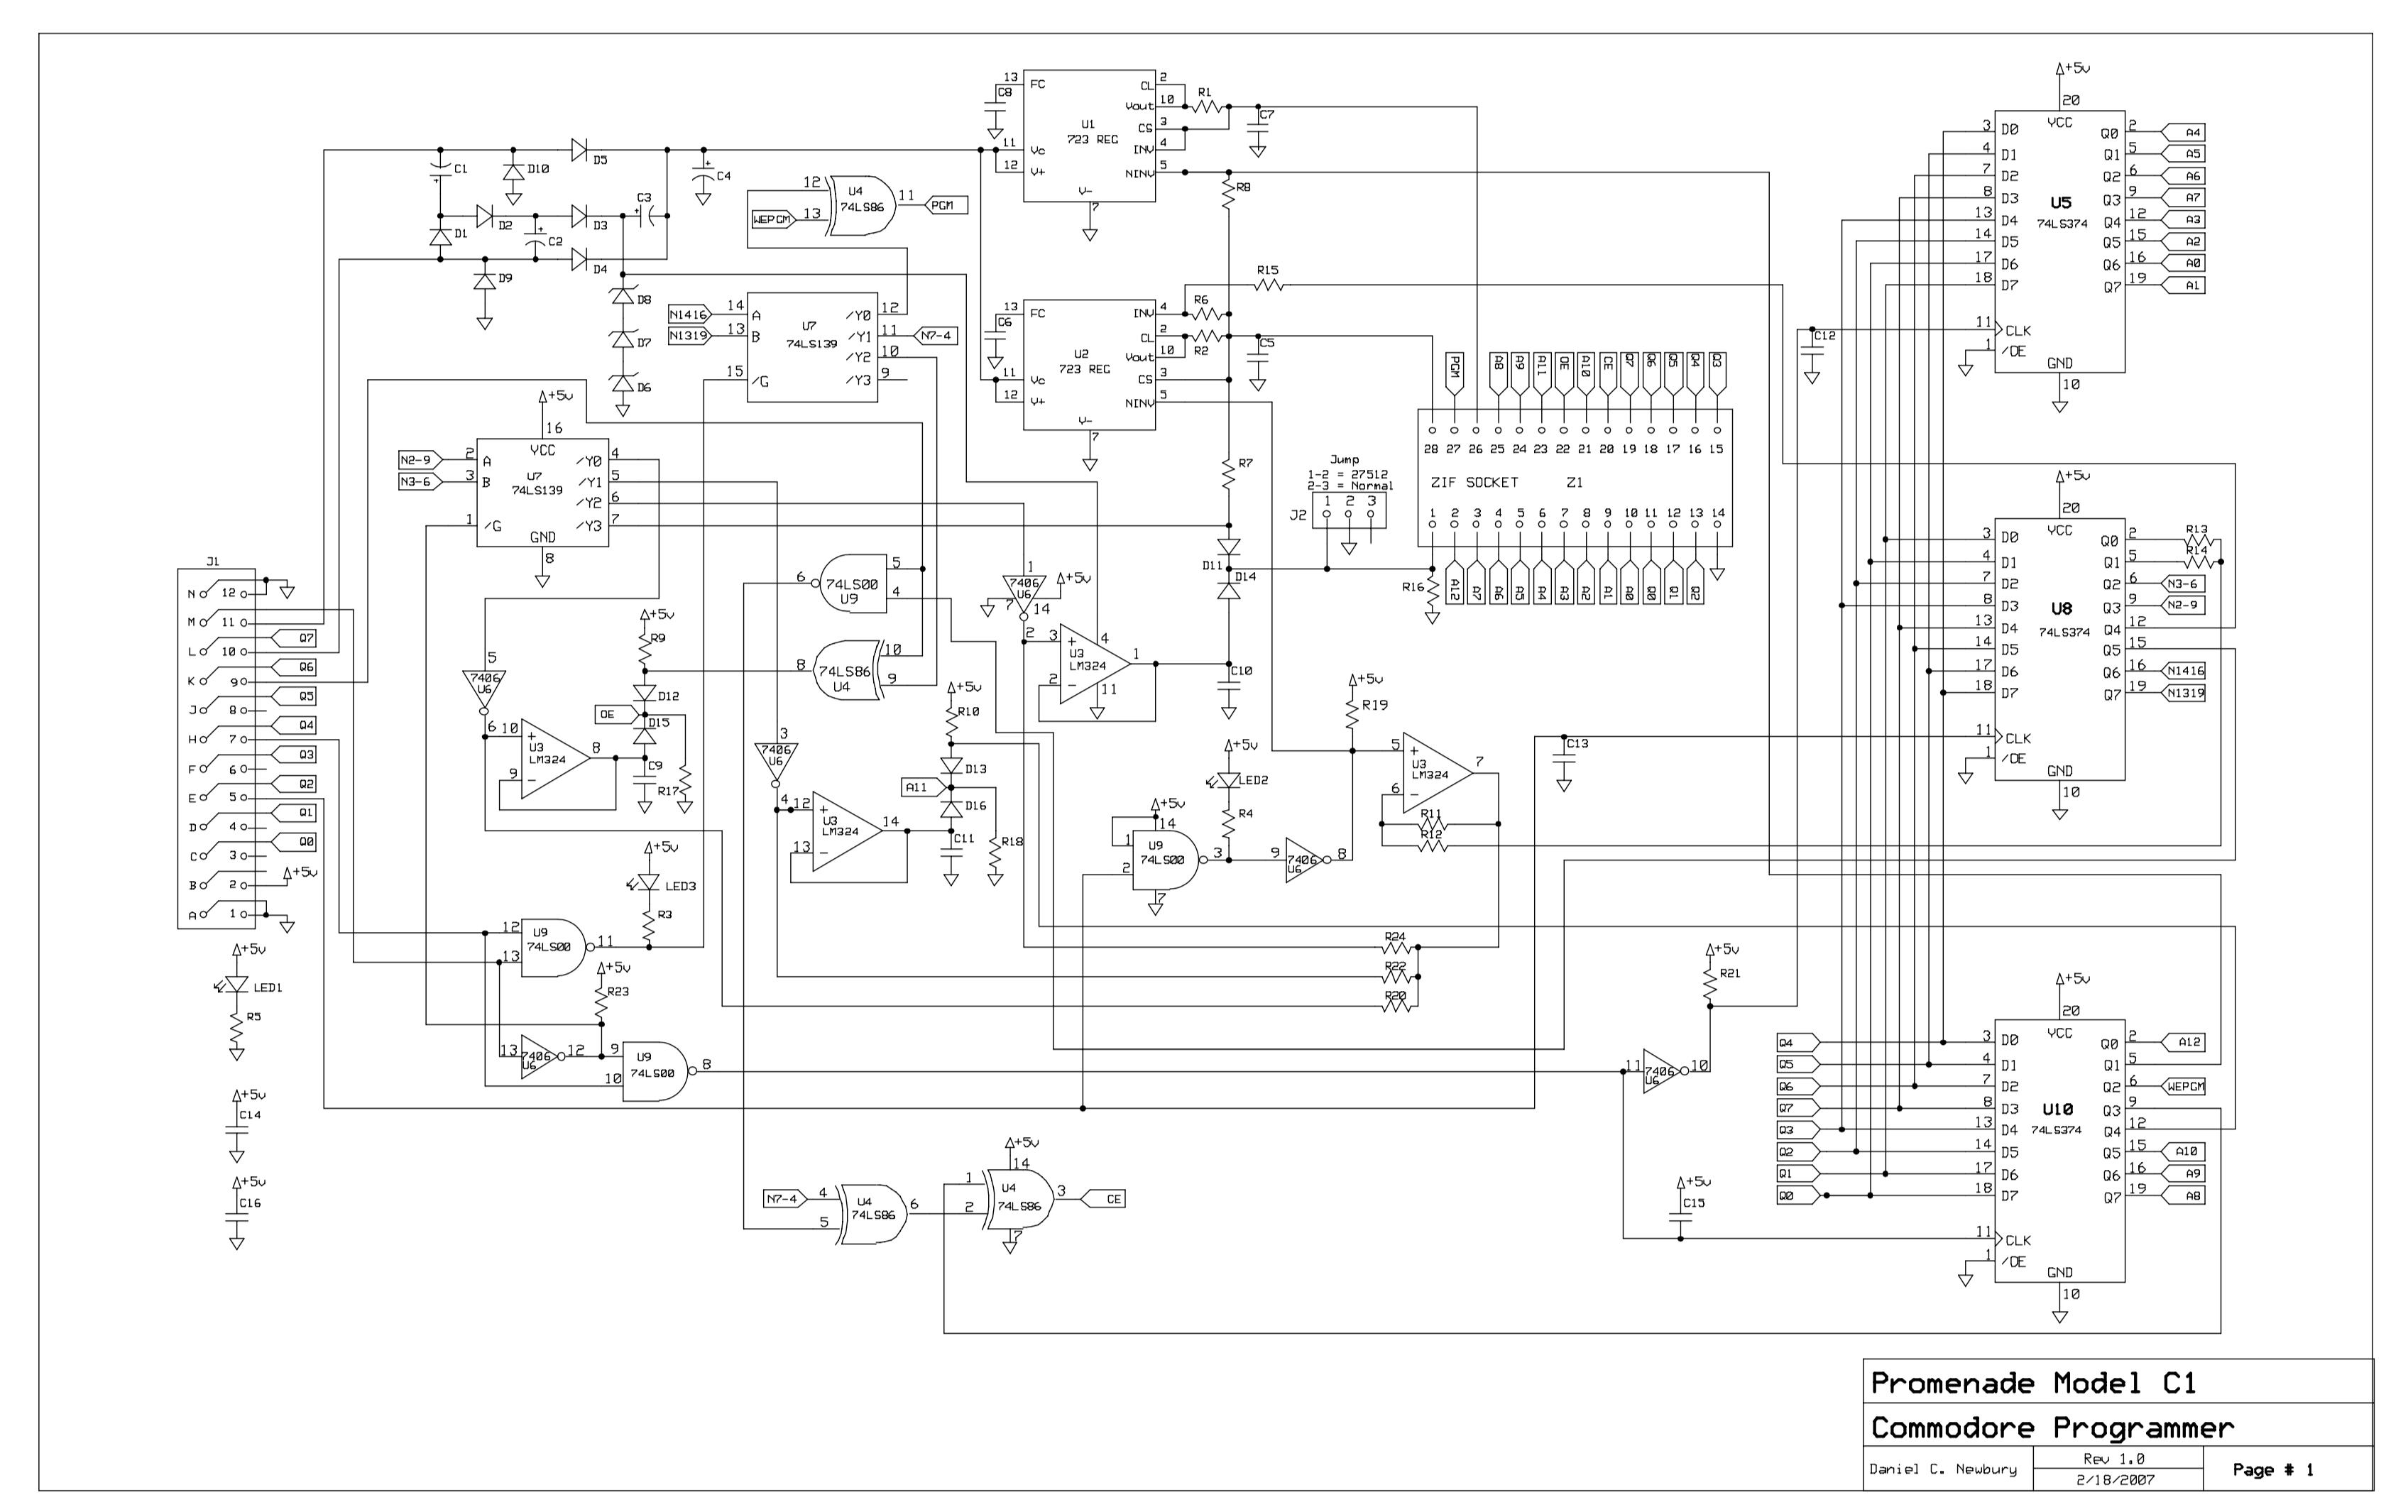 +5v
20
VCC
U5
74LS374
3 D0 Q0 2 A4
4 D1 Q1 5 A5
7 D2 Q2 6 A6
8 D3 Q3 9 A7
13 D4 Q4 12 A3
14 D5 Q5 15 A2
17 D6 Q6 16 A0
18 D7 Q7 19 A1
11 CLK
1 /OE
GND
10
C12
13 FC CL 2
Vout 10
U1
723 REG
CS 3
11 Vc INV 4
12 V+ NINV 5
V-
7
C8
R1
C7
C1
D10
D5
C4
C3
D2
D3
D1
C2
D4
D9
D8
D7
D6
12
U4
74LS86
11 PGM
WEPGM 13
R8
R15
N1416 14 A /Y0 12
N1319 13 B /Y1 11 N7-4
U7
74LS139
/Y2 10
15 /G /Y3 9
13 FC INV 4
R6
CL 2
R2
C6
U2
723 REG
Vout 10
11 Vc CS 3
12 V+ NINV 5
V-
7
C5
R7
PGM A8 A9 A11 OE A10 CE Q7 Q6 Q5 Q4 Q3
28 27 26 25 24 23 22 21 20 19 18 17 16 15
ZIF SOCKET Z1
1 2 3 4 5 6 7 8 9 10 11 12 13 14
A12 A7 A6 A5 A4 A3 A2 A1 A0 Q0 Q1 Q2
Jump
1-2 = 27512
2-3 = Normal
1 2 3
J2
R16
+5v
16
VCC
N2-9 2 A /Y0 4
N3-6 3 B /Y1 5
U7
74LS139
/Y2 6
1 /G /Y3 7
GND
8
+5v
20
VCC
U8
74LS374
3 D0 Q0 2 R13
4 D1 Q1 5 R14
7 D2 Q2 6 N3-6
8 D3 Q3 9 N2-9
13 D4 Q4 12
14 D5 Q5 15
17 D6 Q6 16 N1416
18 D7 Q7 19 N1319
11 CLK
1 /OE
GND
10
C13
J1
N 12
M 11
L 10 Q7
K 9 Q6
J 8 Q5
H 7 Q4
F 6 Q3
E 5 Q2
D 4 Q1
C 3 Q0
B 2 +5v
A 1
6
74LS00
U9
5
4
1
7406
U6
7
14
+5v
2
D11
D14
3
+
U3
LM324
4
1
2
-
11
C10
8
74LS86
U4
10
9
+5v
R9
D12
OE
D15
C9
R17
5
7406
U6
6
10
+
U3
LM324
8
9
-
3
7406
U6
4
12
+
U3
LM324
14
13
-
+5v
R10
D13
A11
D16
C11
R18
+5v
R19
5
+
U3
LM324
7
6
-
R11
R12
+5v
LED2
R4
+5v
14
1
U9
74LS00
3
2
7
9
7406
U6
8
+5v
LED3
R3
12
U9
74LS00
11
13
+5v
LED1
R5
+5v
R23
13
7406
U6
12
9
U9
74LS00
8
10
R24
R22
R20
+5v
R21
11
7406
U6
10
+5v
C14
+5v
C16
+5v
14
N7-4 4
U4
74LS86
6
5
1
U4
74LS86
3 CE
2
7
+5v
C15
+5v
20
VCC
U10
74LS374
Q4 3 D0 Q0 2 A12
Q5 4 D1 Q1 5
Q6 7 D2 Q2 6 WEPGM
Q7 8 D3 Q3 9
Q3 13 D4 Q4 12
Q2 14 D5 Q5 15 A10
Q1 17 D6 Q6 16 A9
Q0 18 D7 Q7 19 A8
11 CLK
1 /OE
GND
10
Promenade Model C1
Commodore Programmer
Daniel C. Newbury
Rev 1.0
2/18/2007
Page # 1